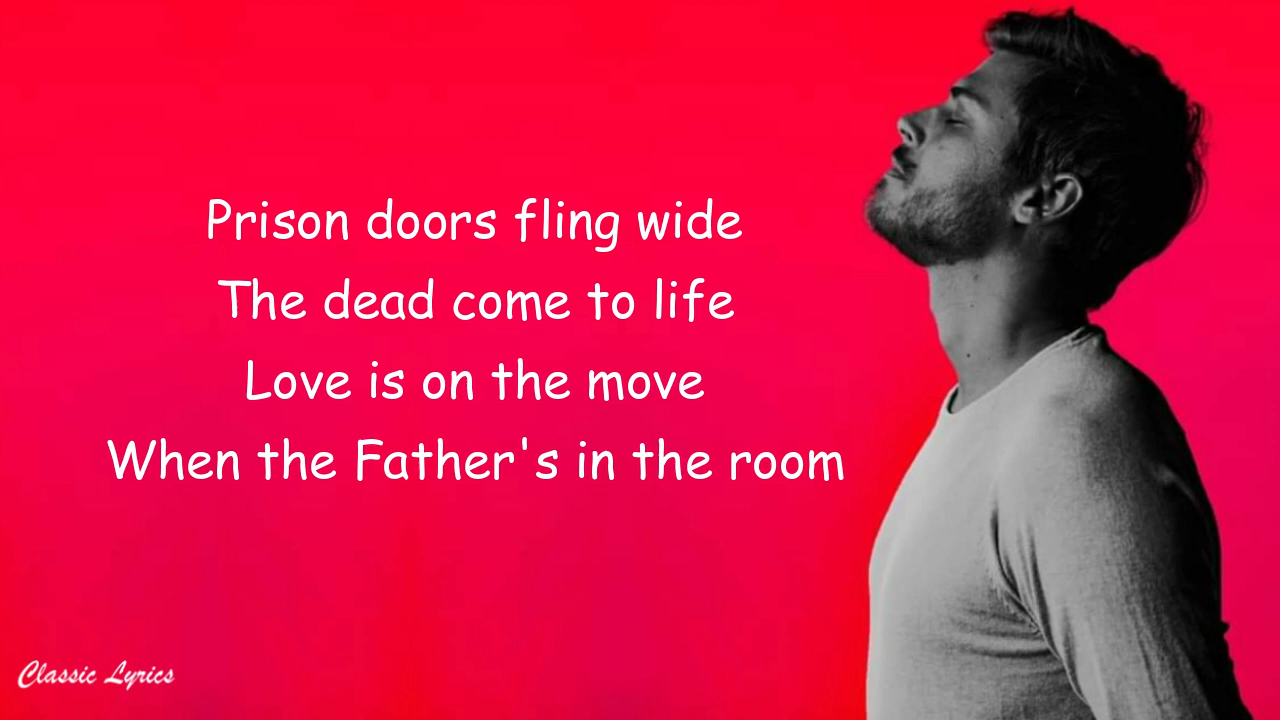 Prison doors fling wide
The dead come to life
Love is on the move
When the Father's in the room
Classic Lyrics